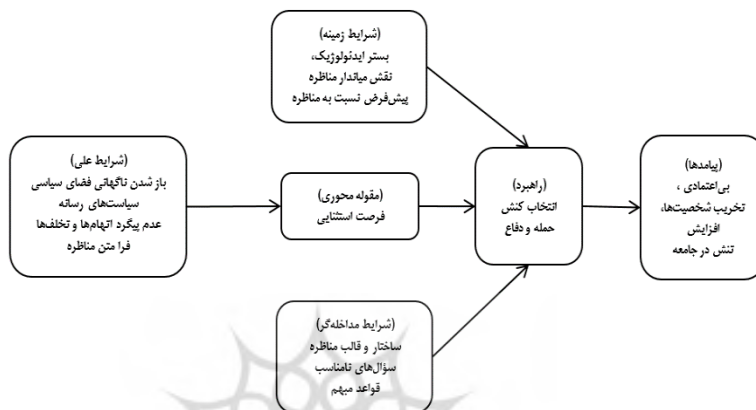 (شرایط زمینه)
بستر ایدئولوژیک،
نقش میاندار مناظره
پیش‌فرض نسبت به مناظره
(شرایط علی)
باز شدن ناگهانی فضای سیاسی
سیاست‌های رسانه
عدم پیگرد اتهام‌ها و تخلف‌ها
فرا متن مناظره
(مقوله محوری)
فرصت استثنایی
(راهبرد)
انتخاب کنش
حمله و دفاع
(پیامدها)
بی‌اعتمادی ،
تخریب شخصیت‌ها،
افزایش
تنش در جامعه
(شرایط مداخله‌گر)
ساختار و قالب مناظره
سؤال‌های نامناسب
قواعد مبهم